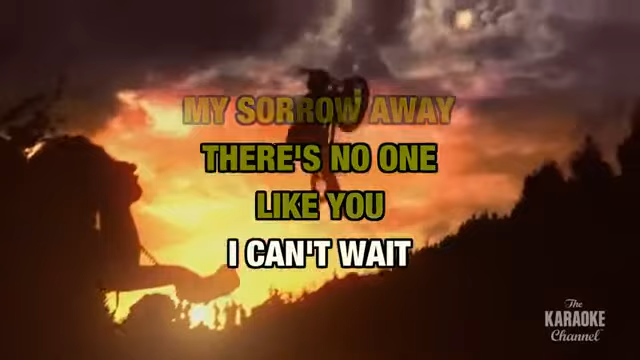 MY SORROW AWAY
THERE'S NO ONE
LIKE YOU
I CAN'T WAIT
The
KARAOKE
Channel